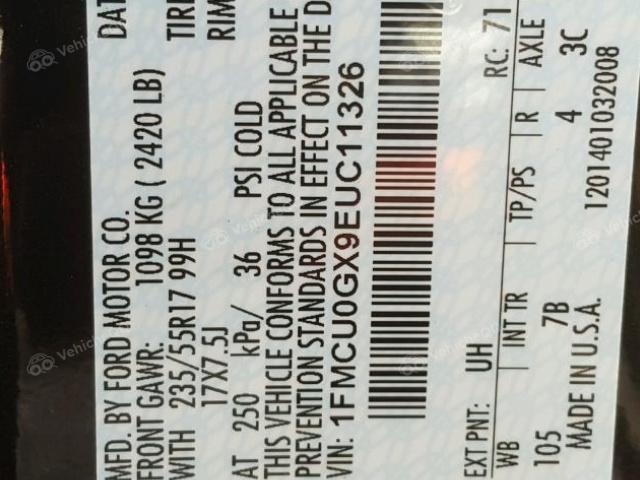 MFD. BY FORD MOTOR CO. DAT
FRONT GAWR: 1098 KG ( 2420 LB) TIRE
WITH 235/55R17 99H RIM
17X7.5J
AT 250 kPa/ 36 PSI COLD
THIS VEHICLE CONFORMS TO ALL APPLICABLE
PREVENTION STANDARDS IN EFFECT ON THE D
VIN: 1FMCU0GX9EUC11326
EXT PNT: UH RC: 71
WB INT TR TP/PS R AXLE
105 7B 4 3C
MADE IN U.S.A. 1201401032008